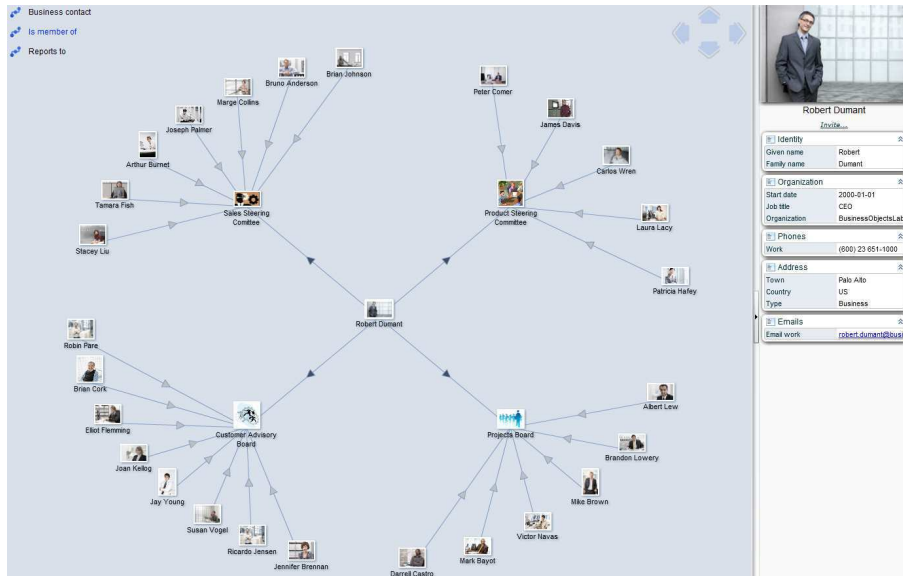 Business contact
Is member of
Reports to
Brian Johnson
Bruno Anderson
Marge Collins
Joseph Palmer
Arthur Burnet
Tamara Fish
Stacey Liu
Sales Steering
Comittee
Peter Comer
James Davis
Carlos Wren
Product Steering
Committee
Laura Lacy
Patricia Hafey
Robert Dumant
Robin Pare
Brian Cork
Elliot Flemming
Customer Advisory
Board
Joan Kellog
Jay Young
Susan Vogel
Ricardo Jensen
Jennifer Brennan
Albert Lew
Projects Board
Brandon Lowery
Mike Brown
Victor Navas
Mark Bayot
Darrell Castro
Robert Dumant
Invite...
Identity
Given name Robert
Family name Dumant
Organization
Start date 2000-01-01
Job title CEO
Organization BusinessObjectsLab
Phones
Work (600) 23 651-1000
Address
Town Palo Alto
Country US
Type Business
Emails
Email work robert.dumant@busi